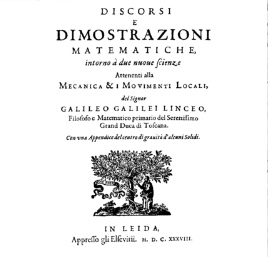 DISCORSI
E
DIMOSTRAZIONI
MATEMATICHE,
intorno à due nuoue scienze
Attenenti alla
MECANICA & i MOVIMENTI LOCALI,
del Signor
GALILEO GALILEI LINCEO,
Filosofo e Matematico primario del Serenissimo
Grand Duca di Toscana.
Con vna Appendice del centro di grauità d'alcuni Solidi.
IN LEIDA,
Appresso gli Elsevirii. M. D. C. XXXVIII.